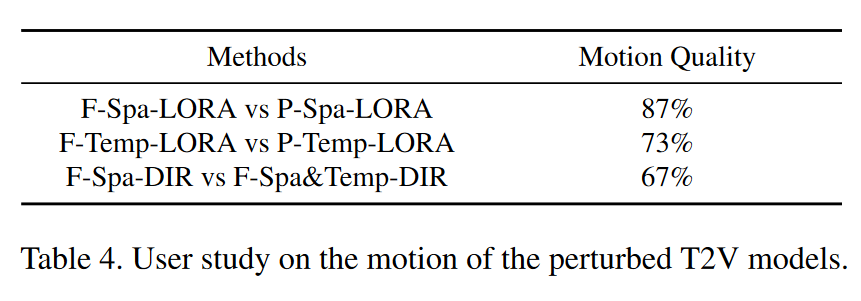 Methods Motion Quality
F-Spa-LORA vs P-Spa-LORA 87%
F-Temp-LORA vs P-Temp-LORA 73%
F-Spa-DIR vs F-Spa&Temp-DIR 67%
Table 4. User study on the motion of the perturbed T2V models.